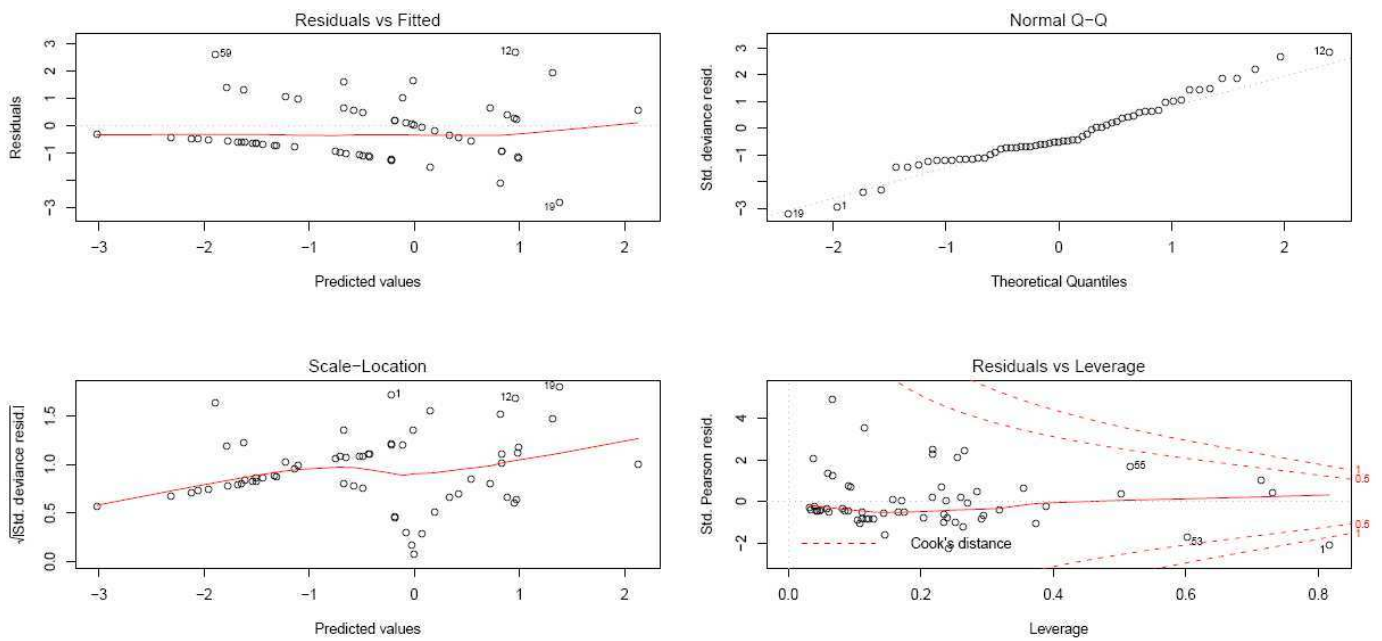 Residuals vs Fitted
Residuals
3
2
1
0
−1
−3
59
12
19
−3 −2 −1 0 1 2
Predicted values
Normal Q−Q
Std. deviance resid.
3
2
1
0
−1
−3
12
19
1
−2 −1 0 1 2
Theoretical Quantiles
Scale−Location
√|Std. deviance resid.|
1.5
1.0
0.5
0.0
1
12
19
−3 −2 −1 0 1 2
Predicted values
Residuals vs Leverage
Std. Pearson resid.
4
2
0
−2
55
53
1
1
0.5
0.5
1
Cook's distance
0.0 0.2 0.4 0.6 0.8
Leverage